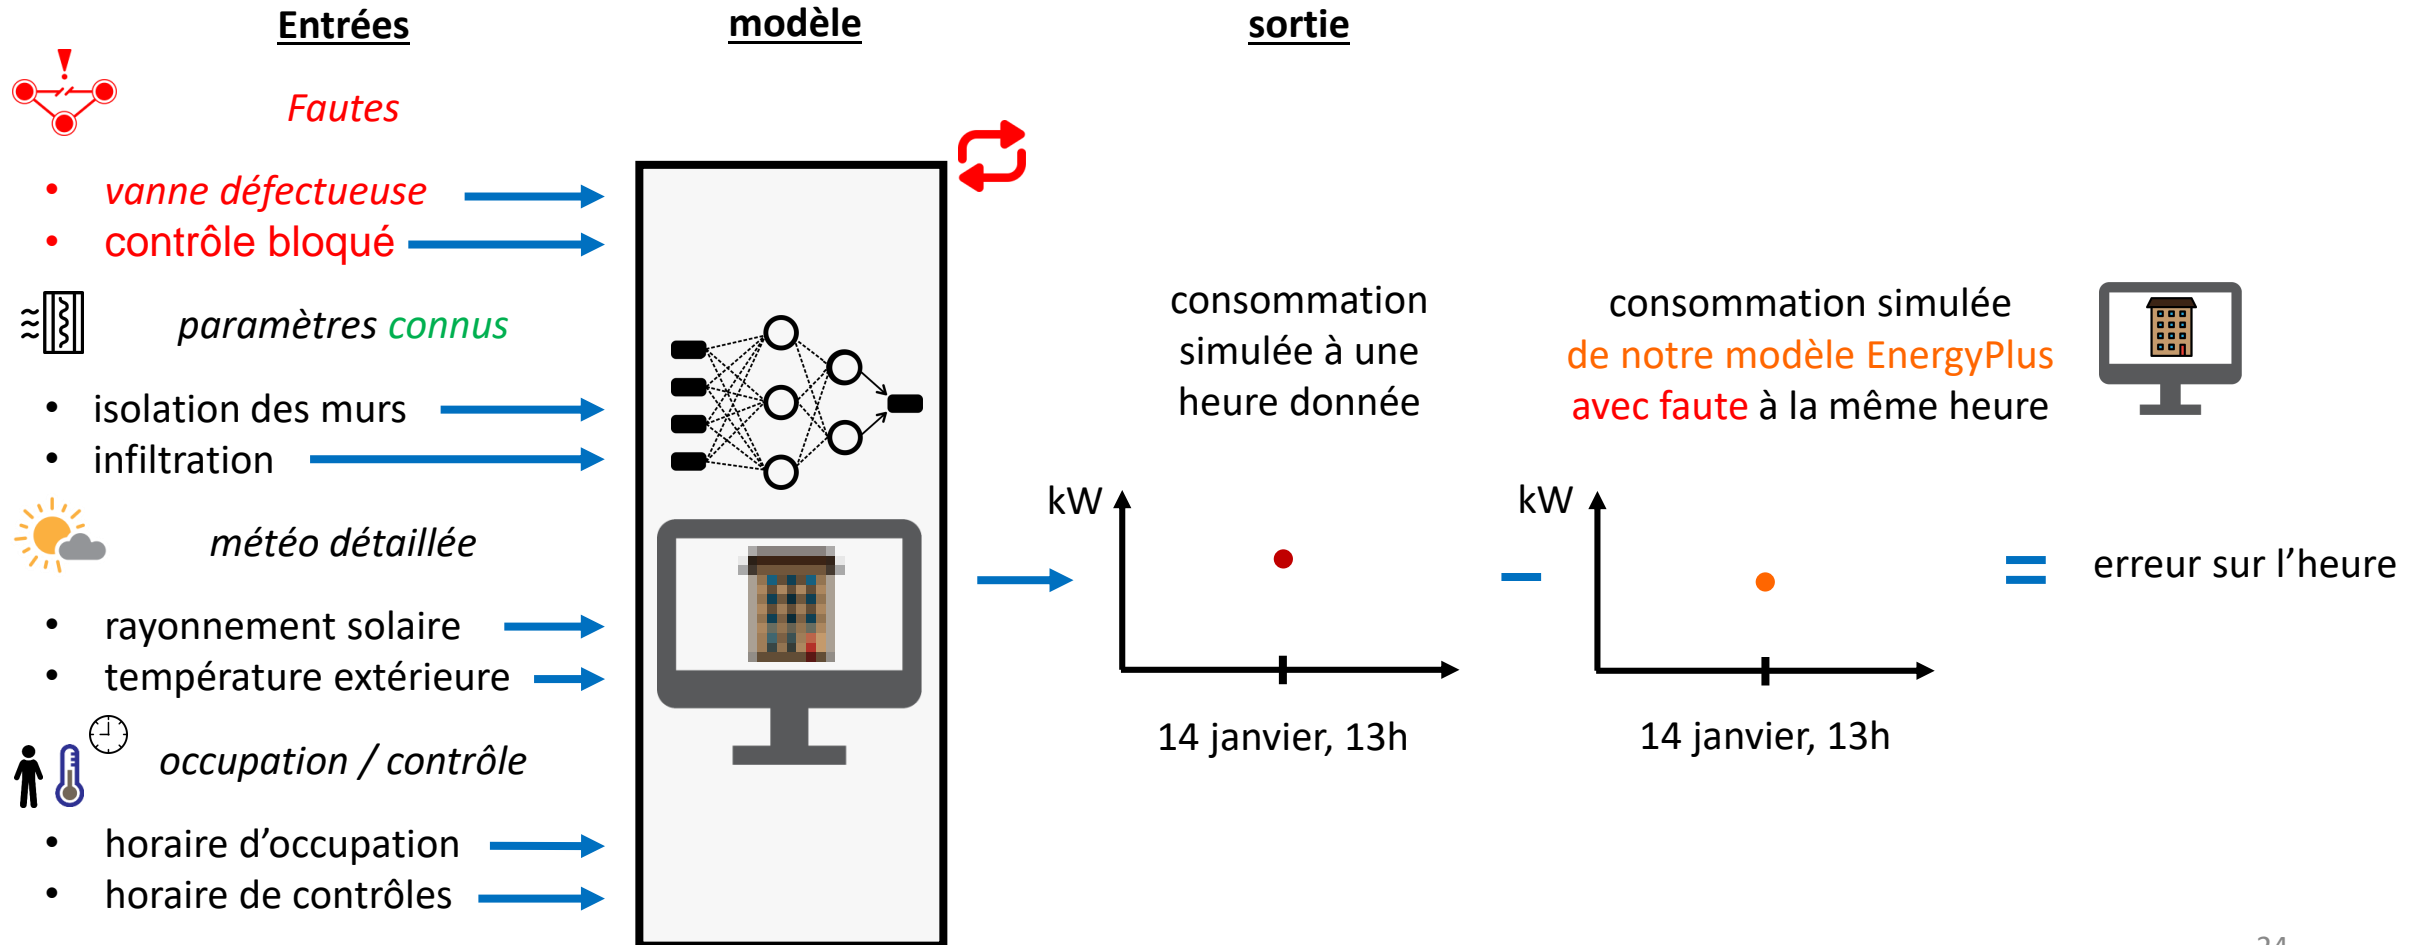 Entrées
modèle
sortie
Fautes
• vanne défectueuse
• contrôle bloqué
paramètres connus
• isolation des murs
• infiltration
météo détaillée
• rayonnement solaire
• température extérieure
occupation / contrôle
• horaire d’occupation
• horaire de contrôles
consommation
simulée à une
heure donnée
kW
14 janvier, 13h
consommation simulée
de notre modèle EnergyPlus
avec faute à la même heure
kW
14 janvier, 13h
erreur sur l’heure